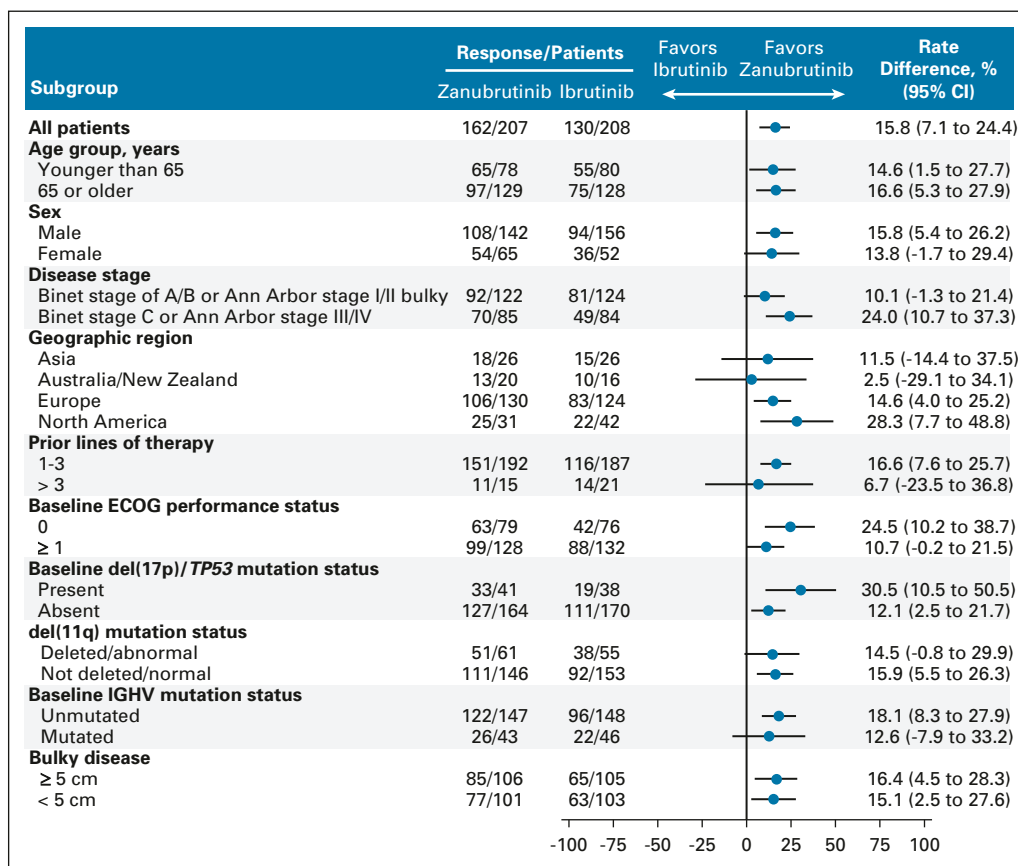 Subgroup Response/Patients Favors Ibrutinib Favors Zanubrutinib Rate Difference, % (95% CI)
Zanubrutinib Ibrutinib
All patients 162/207 130/208 15.8 (7.1 to 24.4)
Age group, years
Younger than 65 65/78 55/80 14.6 (1.5 to 27.7)
65 or older 97/129 75/128 16.6 (5.3 to 27.9)
Sex
Male 108/142 94/156 15.8 (5.4 to 26.2)
Female 54/65 36/52 13.8 (-1.7 to 29.4)
Disease stage
Binet stage of A/B or Ann Arbor stage I/II bulky 92/122 81/124 10.1 (-1.3 to 21.4)
Binet stage C or Ann Arbor stage III/IV 70/85 49/84 24.0 (10.7 to 37.3)
Geographic region
Asia 18/26 15/26 11.5 (-14.4 to 37.5)
Australia/New Zealand 13/20 10/16 2.5 (-29.1 to 34.1)
Europe 106/130 83/124 14.6 (4.0 to 25.2)
North America 25/31 22/42 28.3 (7.7 to 48.8)
Prior lines of therapy
1-3 151/192 116/187 16.6 (7.6 to 25.7)
> 3 11/15 14/21 6.7 (-23.5 to 36.8)
Baseline ECOG performance status
0 63/79 42/76 24.5 (10.2 to 38.7)
≥ 1 99/128 88/132 10.7 (-0.2 to 21.5)
Baseline del(17p)/TP53 mutation status
Present 33/41 19/38 30.5 (10.5 to 50.5)
Absent 127/164 111/170 12.1 (2.5 to 21.7)
del(11q) mutation status
Deleted/abnormal 51/61 38/55 14.5 (-0.8 to 29.9)
Not deleted/normal 111/146 92/153 15.9 (5.5 to 26.3)
Baseline IGHV mutation status
Unmutated 122/147 96/148 18.1 (8.3 to 27.9)
Mutated 26/43 22/46 12.6 (-7.9 to 33.2)
Bulky disease
≥ 5 cm 85/106 65/105 16.4 (4.5 to 28.3)
< 5 cm 77/101 63/103 15.1 (2.5 to 27.6)
-100 -75 -50 -25 0 25 50 75 100